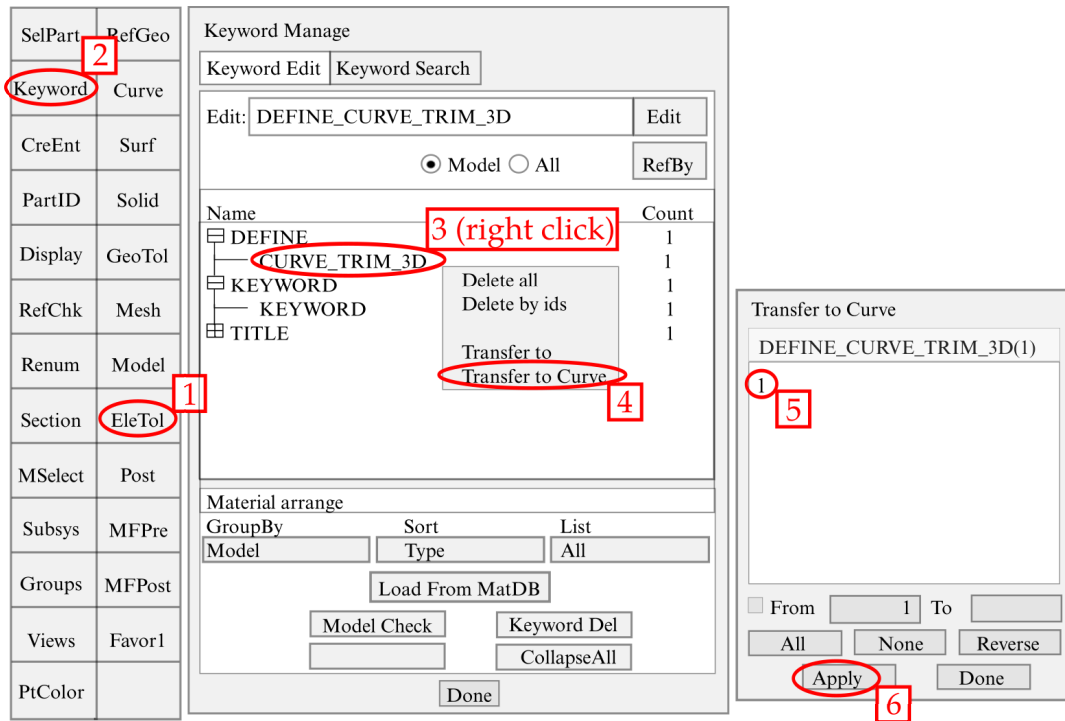 SelPart RefGeo
2
Keyword Curve
CreEnt Surf
PartID Solid
Display GeoTol
RefChk Mesh
Renum Model
1
Section EleTol
MSelect Post
Subsys MFPre
Groups MFPost
Views Favor1
PtColor
Keyword Manage
Keyword Edit Keyword Search
Edit: DEFINE_CURVE_TRIM_3D Edit
Model All RefBy
Name Count
3 (right click)
DEFINE 1
CURVE_TRIM_3D 1
KEYWORD 1
KEYWORD 1
TITLE 1
Delete all
Delete by ids
Transfer to
Transfer to Curve
4
Material arrange
GroupBy Sort List
Model Type All
Load From MatDB
Model Check Keyword Del
CollapseAll
Done
Transfer to Curve
DEFINE_CURVE_TRIM_3D(1)
1
5
From 1 To
All None Reverse
Apply Done
6